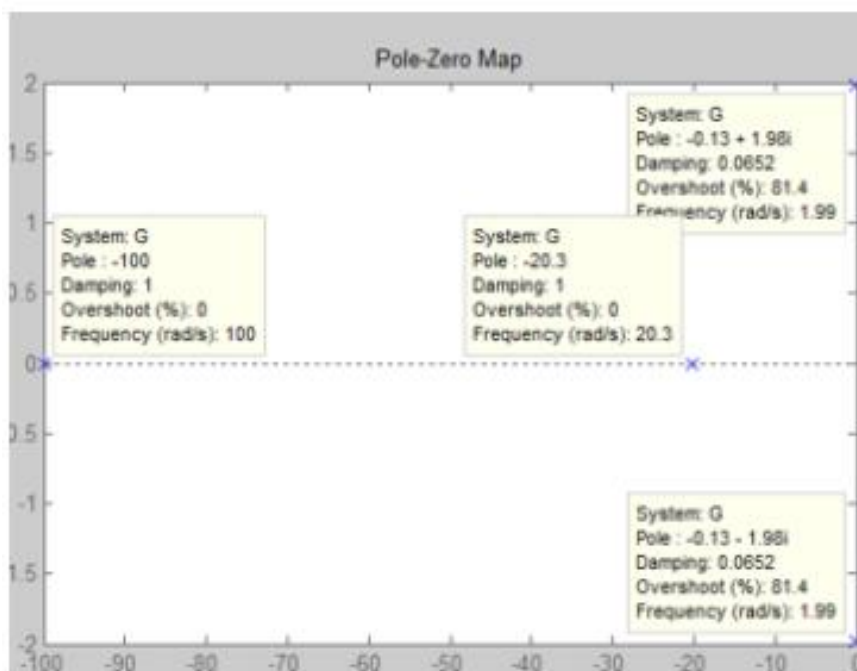 Pole-Zero Map
2
1.5
1
0.5
0
0.5
-1
1.5
-2
System: G
Pole : -0.13 + 1.98i
Damping: 0.0652
Overshoot (%): 81.4
Frequency (rad/s): 1.99
System: G
Pole : -100
Damping: 1
Overshoot (%): 0
Frequency (rad/s): 100
System: G
Pole : -20.3
Damping: 1
Overshoot (%): 0
Frequency (rad/s): 20.3
System: G
Pole : -0.13 - 1.98i
Damping: 0.0652
Overshoot (%): 81.4
Frequency (rad/s): 1.99
-100 -90 -80 -70 -60 -50 -40 -30 -20 -10